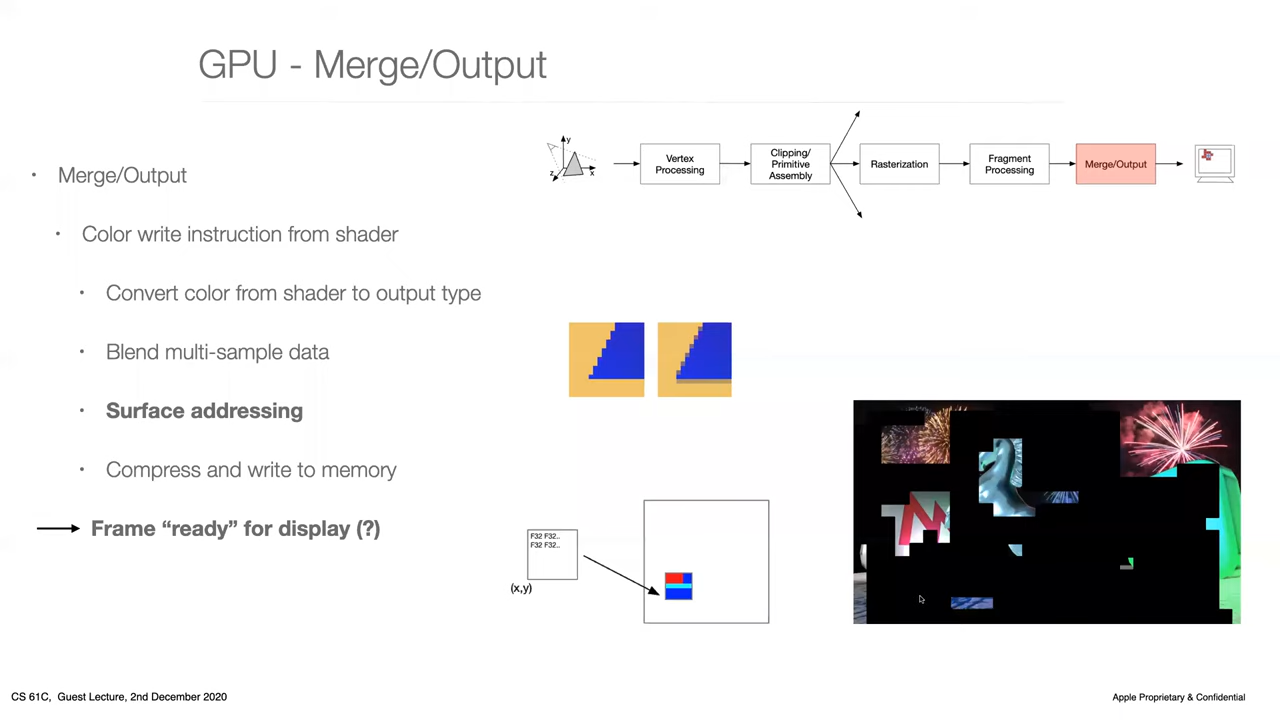 GPU - Merge/Output
y
z
x
Vertex
Processing
Clipping/
Primitive
Assembly
Rasterization
Fragment
Processing
Merge/Output
• Merge/Output
• Color write instruction from shader
• Convert color from shader to output type
• Blend multi-sample data
• Surface addressing
• Compress and write to memory
Frame “ready” for display (?)
F32 F32..
F32 F32..
(x,y)
CS 61C, Guest Lecture, 2nd December 2020
Apple Proprietary & Confidential